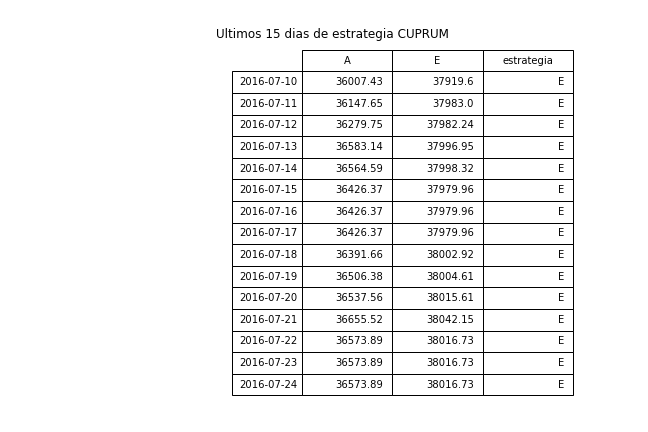 Ultimos 15 dias de estrategia CUPRUM
A E estrategia
2016-07-10 36007.43 37919.6 E
2016-07-11 36147.65 37983.0 E
2016-07-12 36279.75 37982.24 E
2016-07-13 36583.14 37996.95 E
2016-07-14 36564.59 37998.32 E
2016-07-15 36426.37 37979.96 E
2016-07-16 36426.37 37979.96 E
2016-07-17 36426.37 37979.96 E
2016-07-18 36391.66 38002.92 E
2016-07-19 36506.38 38004.61 E
2016-07-20 36537.56 38015.61 E
2016-07-21 36655.52 38042.15 E
2016-07-22 36573.89 38016.73 E
2016-07-23 36573.89 38016.73 E
2016-07-24 36573.89 38016.73 E